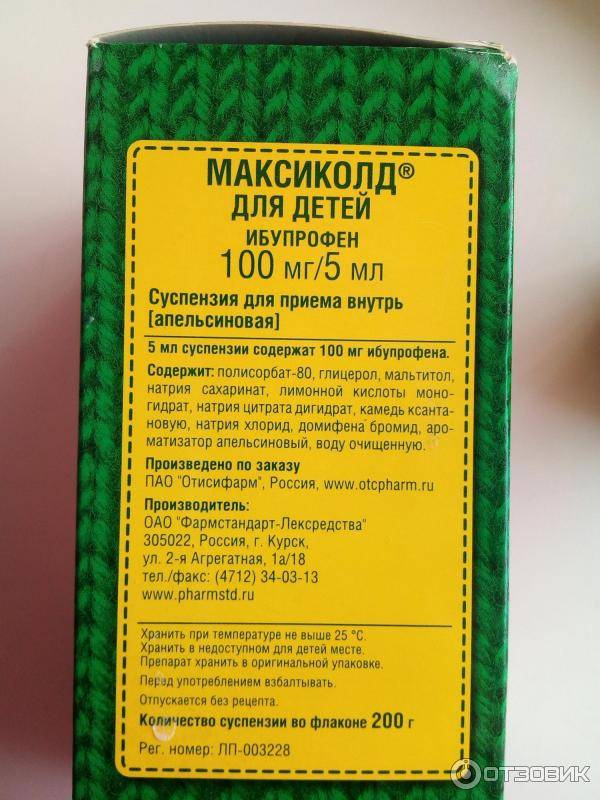 МАКСИКОЛД®
ДЛЯ ДЕТЕЙ
ИБУПРОФЕН
100 мг/5 мл
Суспензия для приема внутрь
[апельсиновая]
5 мл суспензии содержат 100 мг ибупрофена.
Содержит: полисорбат-80, глицерол, мальтитол,
натрия сахаринат, лимонной кислоты моно-
гидрат, натрия цитрата дигидрат, камедь ксанта-
новую, натрия хлорид, домифена бромид, аро-
матизатор апельсиновый, воду очищенную.
Произведено по заказу
ПАО "Отисифарм", Россия, www.otcpharm.ru
Производитель:
ОАО "Фармстандарт-Лексредства"
305022, Россия, г. Курск,
ул. 2-я Агрегатная, 1а/18
тел./факс: (4712) 34-03-13
www.pharmstd.ru
Хранить при температуре не выше 25 °С.
Хранить в недоступном для детей месте.
Препарат хранить в оригинальной упаковке.
Перед употреблением взбалтывать.
Отпускается без рецепта.
Количество суспензии во флаконе 200 г
Рег. номер: ЛП-003228
ОТЗОВИК